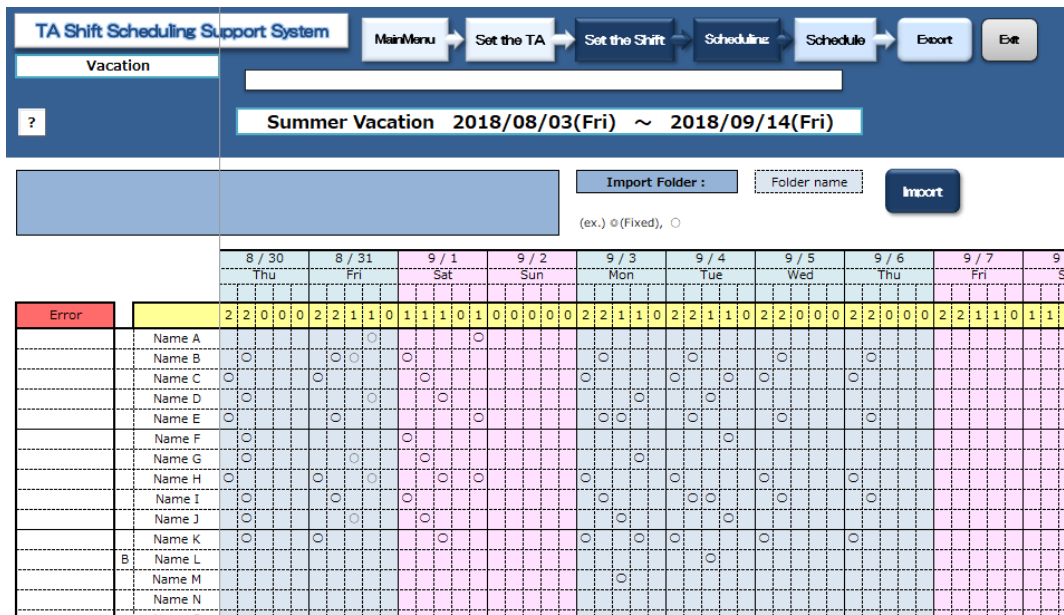 TA Shift Scheduling Support System
MainMenu Set the TA Set the Shift Scheduling Schedule Export Exit
Vacation
? Summer Vacation 2018/08/03(Fri) ～ 2018/09/14(Fri)
Import Folder : Folder name Import
(ex.) ◎(Fixed), ○
8 / 30 8 / 31 9 / 1 9 / 2 9 / 3 9 / 4 9 / 5 9 / 6 9 / 7 9
Thu Fri Sat Sun Mon Tue Wed Thu Fri S
Error 2 2 0 0 0 2 2 1 1 0 1 1 1 0 1 0 0 0 0 0 2 2 1 1 0 2 2 1 1 0 2 2 0 0 0 2 2 0 0 0 2 2 1 1 0 1 1
Name A
Name B
Name C
Name D
Name E
Name F
Name G
Name H
Name I
Name J
Name K
B Name L
Name M
Name N